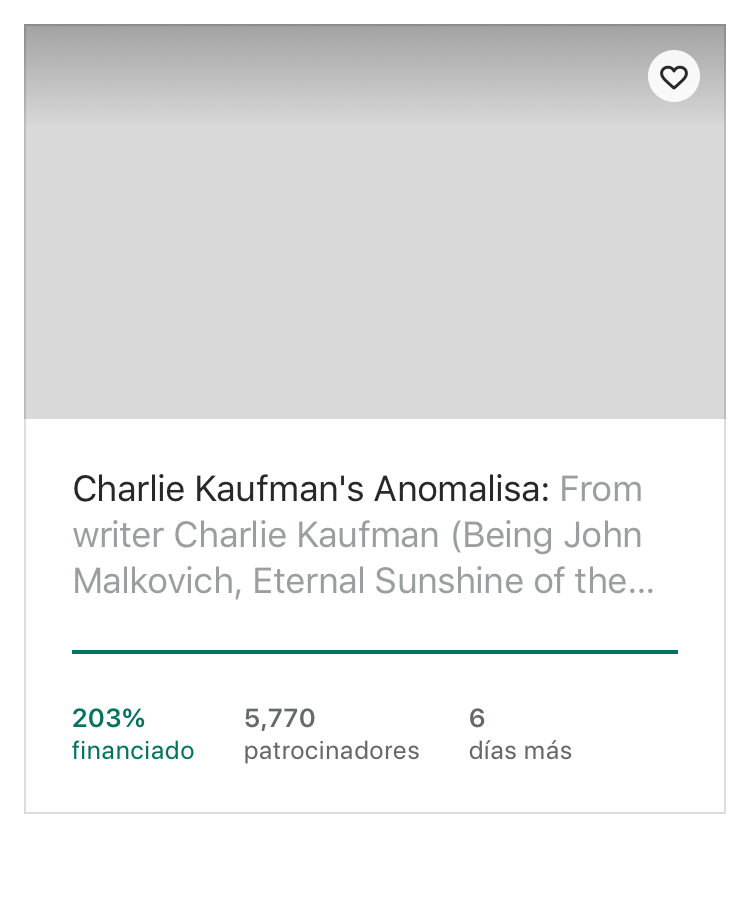 Charlie Kaufman's Anomalisa: From
writer Charlie Kaufman (Being John
Malkovich, Eternal Sunshine of the...
203% 5,770 6
financiado patrocinadores días más